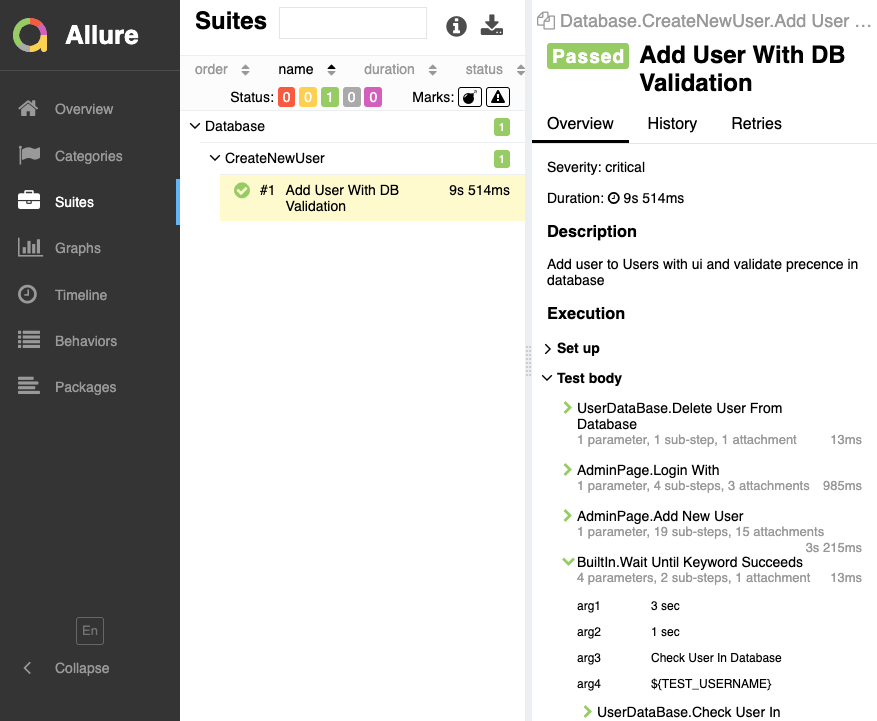 Allure
Overview
Categories
Suites
Graphs
Timeline
Behaviors
Packages
En
Collapse
Suites
order name duration status
Status: 0 0 1 0 0 Marks:
Database 1
CreateNewUser 1
#1 Add User With DB 9s 514ms
Validation
Database.CreateNewUser.Add User …
Passed Add User With DB
Validation
Overview History Retries
Severity: critical
Duration: 9s 514ms
Description
Add user to Users with ui and validate precence in
database
Execution
Set up
Test body
UserDataBase.Delete User From
Database
1 parameter, 1 sub-step, 1 attachment 13ms
AdminPage.Login With
1 parameter, 4 sub-steps, 3 attachments 985ms
AdminPage.Add New User
1 parameter, 19 sub-steps, 15 attachments
3s 215ms
BuiltIn.Wait Until Keyword Succeeds
4 parameters, 2 sub-steps, 1 attachment 13ms
arg1 3 sec
arg2 1 sec
arg3 Check User In Database
arg4 ${TEST_USERNAME}
UserDataBase.Check User In